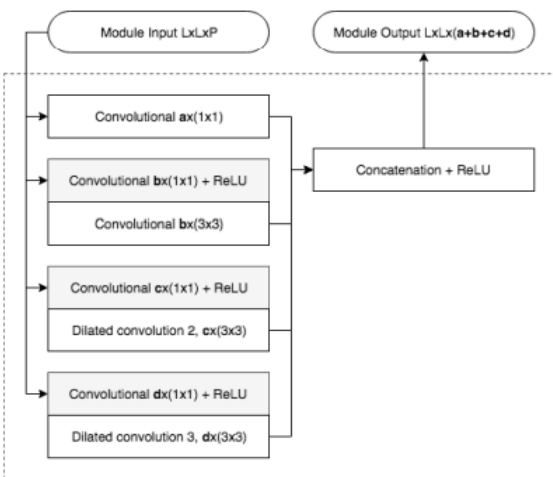 Module Input LxLxP
Module Output LxLx(a+b+c+d)
Convolutional ax(1x1)
Convolutional bx(1x1) + ReLU
Convolutional bx(3x3)
Concatenation + ReLU
Convolutional cx(1x1) + ReLU
Dilated convolution 2, cx(3x3)
Convolutional dx(1x1) + ReLU
Dilated convolution 3, dx(3x3)